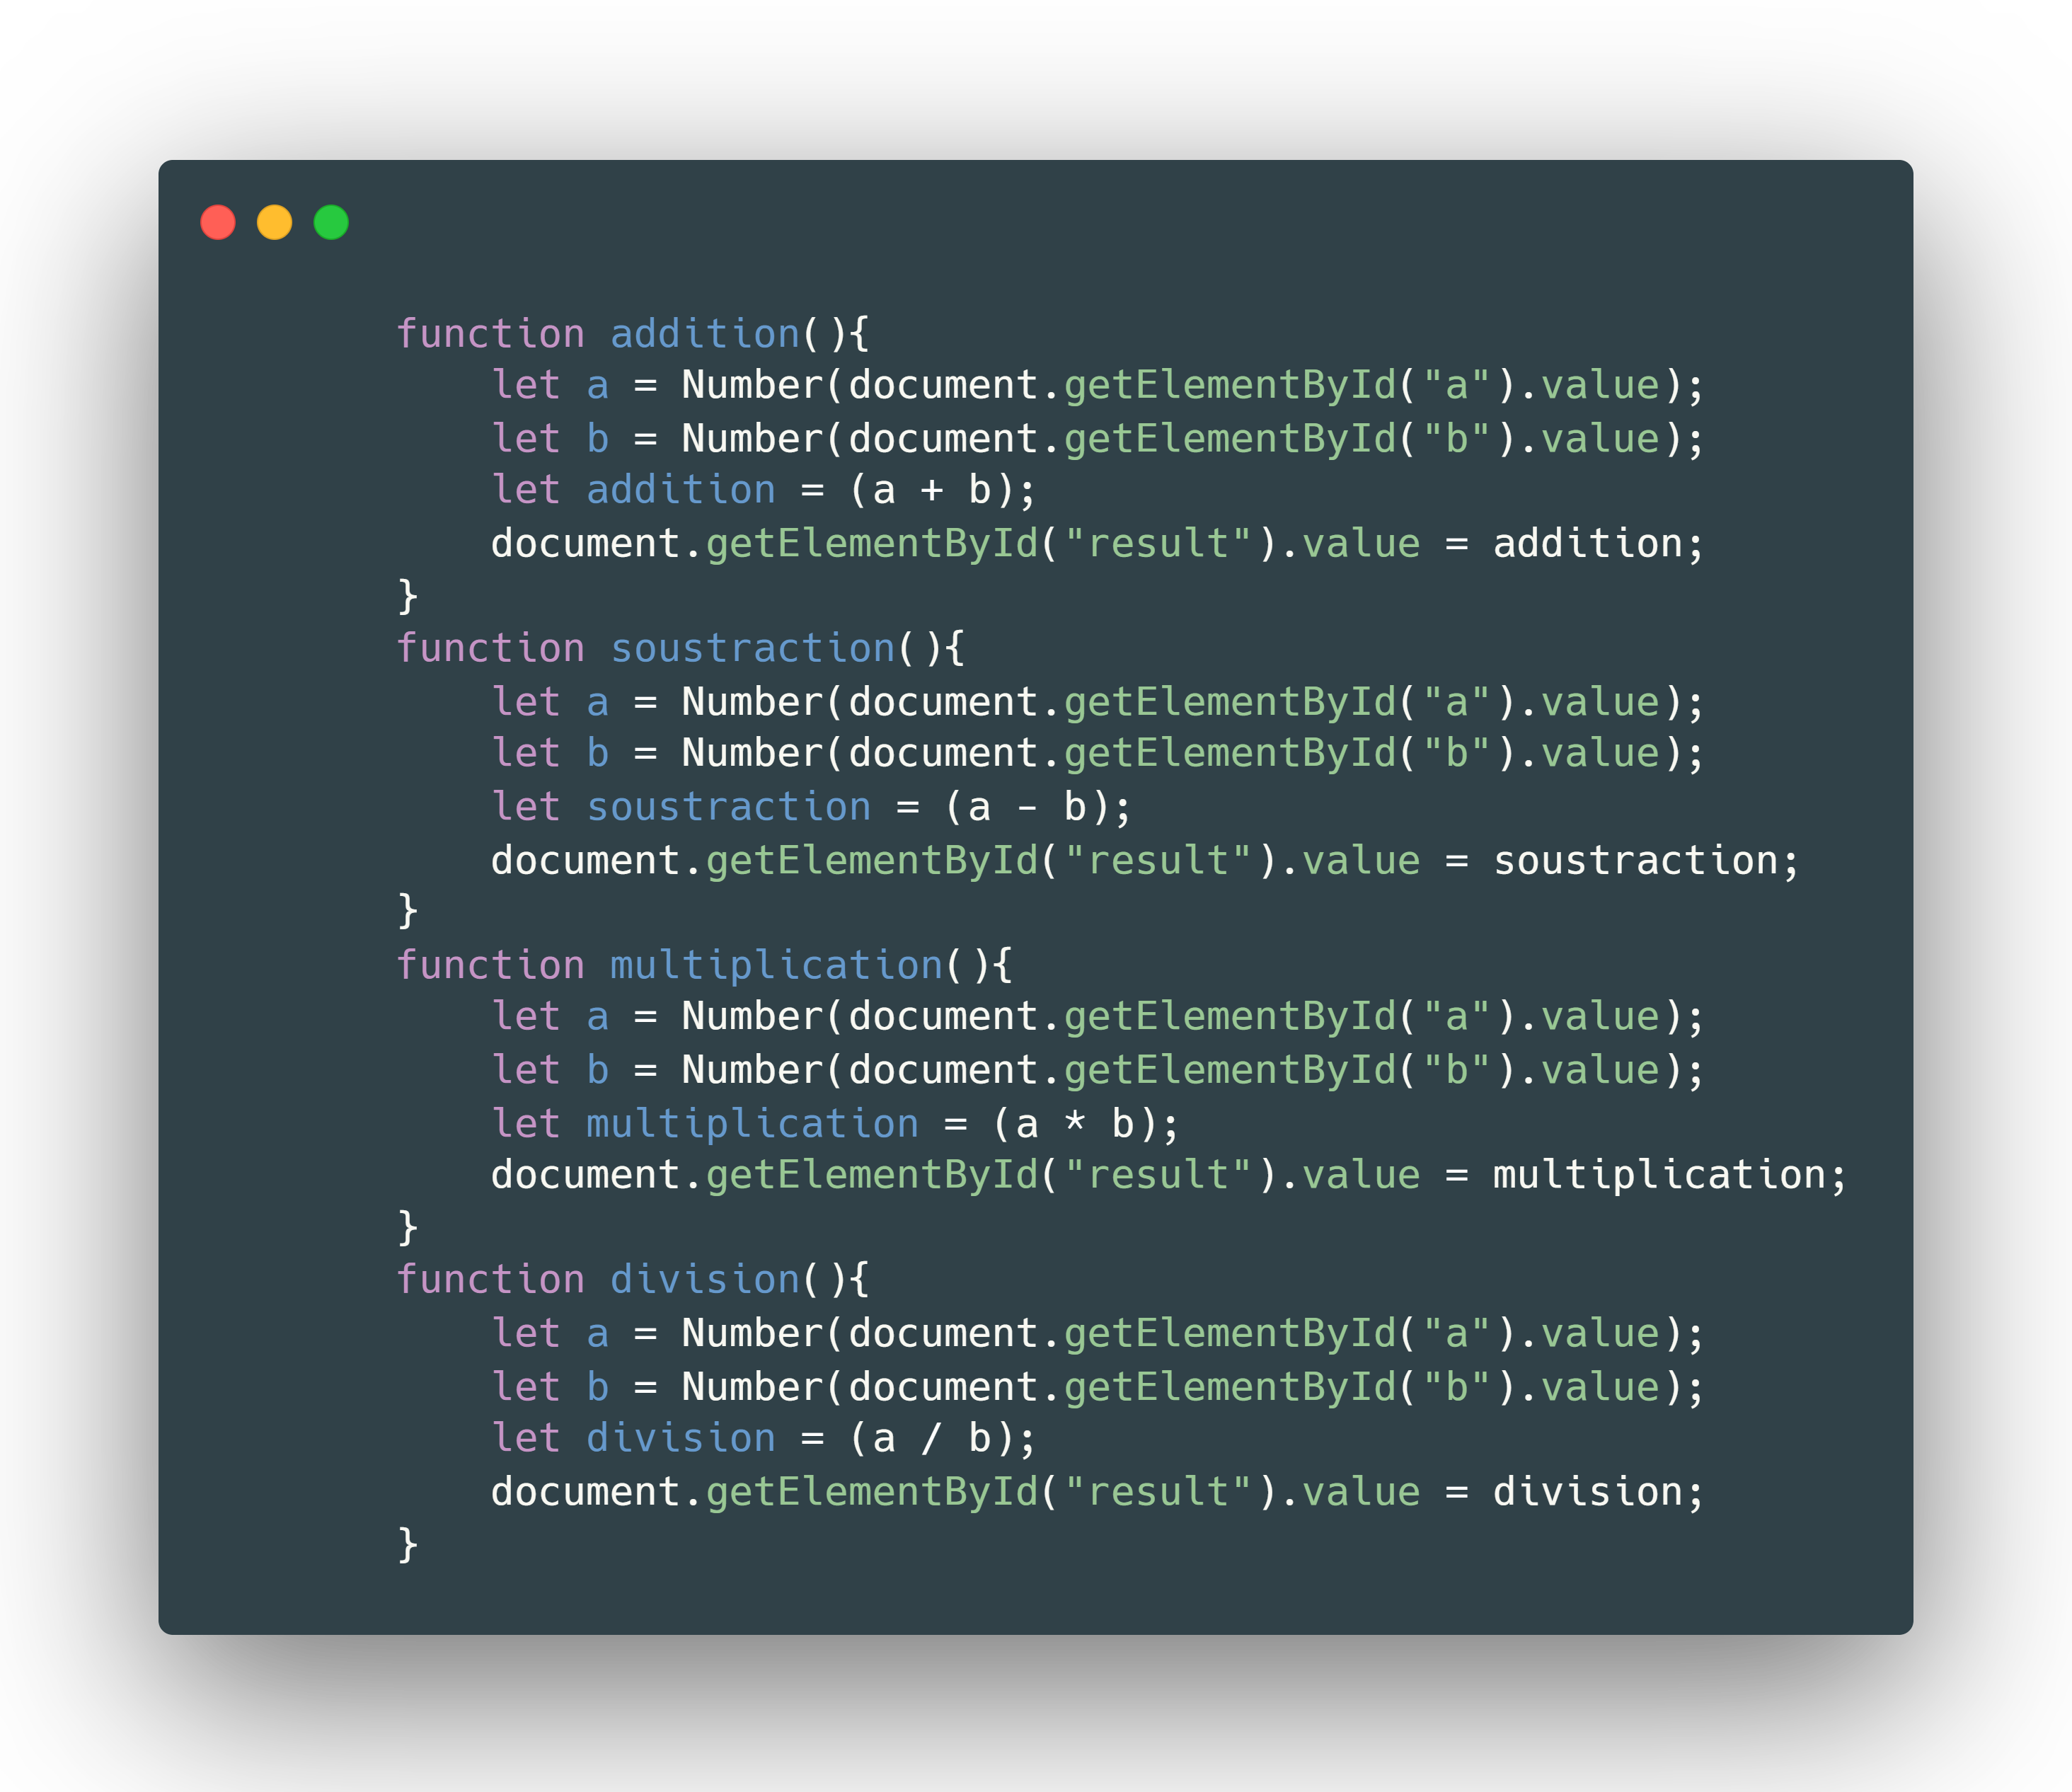 function addition(){
    let a = Number(document.getElementById("a").value);
    let b = Number(document.getElementById("b").value);
    let addition = (a + b);
    document.getElementById("result").value = addition;
}
function soustraction(){
    let a = Number(document.getElementById("a").value);
    let b = Number(document.getElementById("b").value);
    let soustraction = (a - b);
    document.getElementById("result").value = soustraction;
}
function multiplication(){
    let a = Number(document.getElementById("a").value);
    let b = Number(document.getElementById("b").value);
    let multiplication = (a * b);
    document.getElementById("result").value = multiplication;
}
function division(){
    let a = Number(document.getElementById("a").value);
    let b = Number(document.getElementById("b").value);
    let division = (a / b);
    document.getElementById("result").value = division;
}